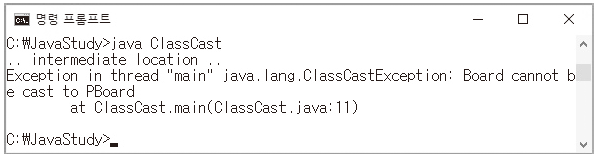 명령 프롬프트
C:\JavaStudy>java ClassCast
.. intermediate location ..
Exception in thread "main" java.lang.ClassCastException: Board cannot b
e cast to PBoard
        at ClassCast.main(ClassCast.java:11)
C:\JavaStudy>